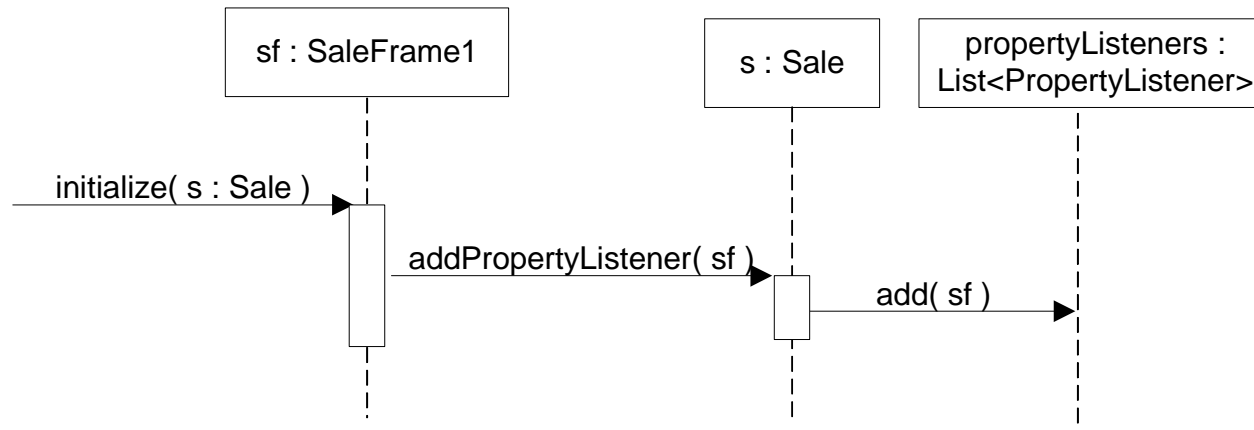 sf : SaleFrame1
s : Sale
propertyListeners :
List<PropertyListener>
initialize( s : Sale )
addPropertyListener( sf )
add( sf )